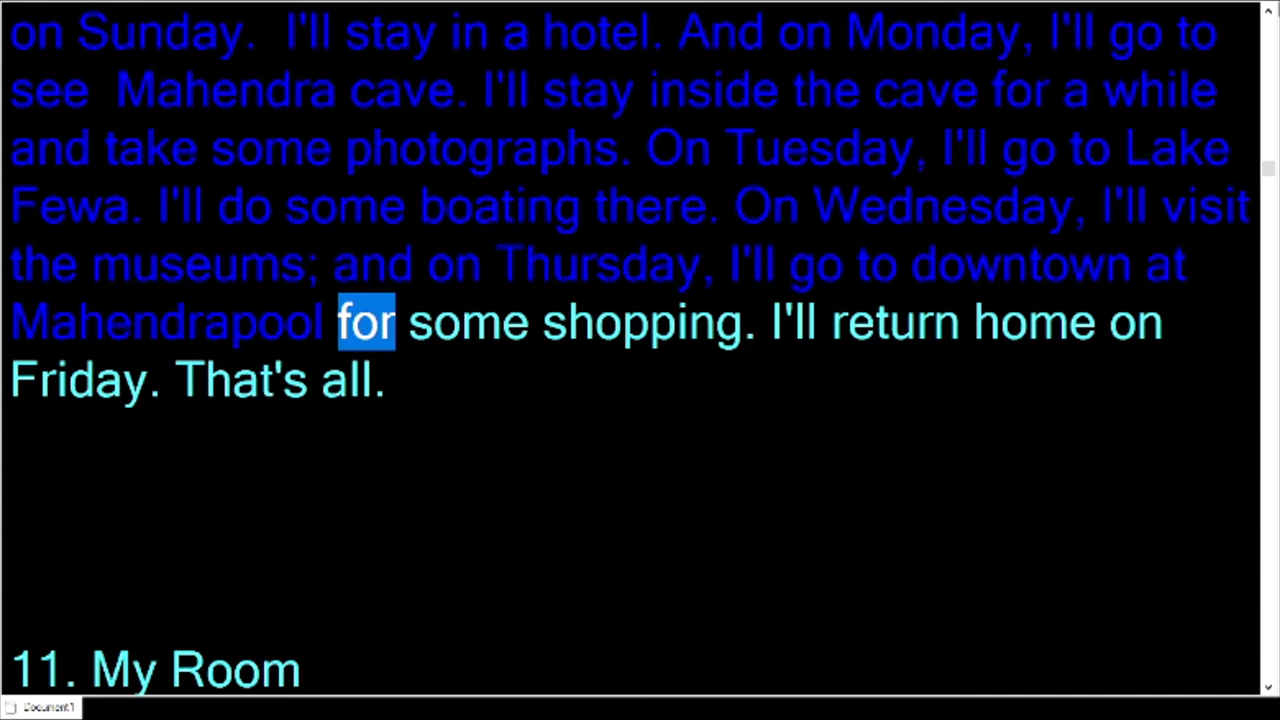 on Sunday.  I'll stay in a hotel. And on Monday, I'll go to
see  Mahendra cave. I'll stay inside the cave for a while
and take some photographs. On Tuesday, I'll go to Lake
Fewa. I'll do some boating there. On Wednesday, I'll visit
the museums; and on Thursday, I'll go to downtown at
Mahendrapool for some shopping. I'll return home on
Friday. That's all.
11. My Room
Document1